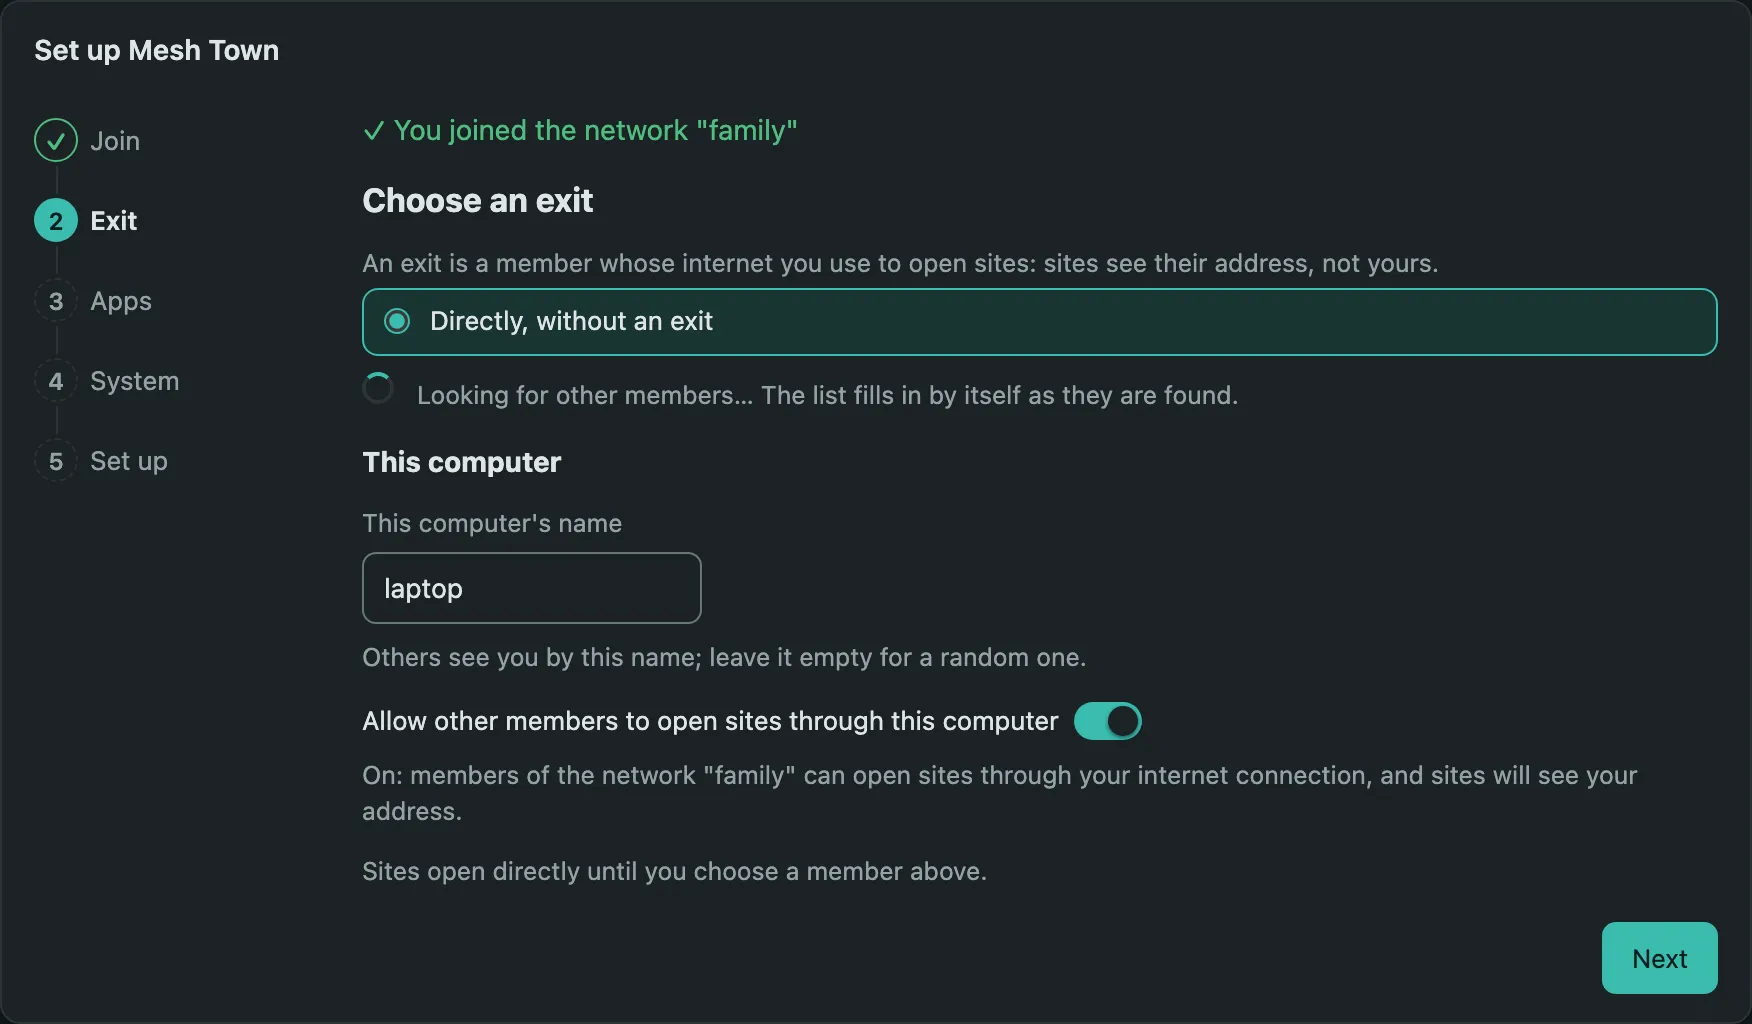 Set up Mesh Town
Join
2 Exit
3 Apps
4 System
5 Set up
✓ You joined the network "family"
Choose an exit
An exit is a member whose internet you use to open sites: sites see their address, not yours.
Directly, without an exit
Looking for other members... The list fills in by itself as they are found.
This computer
This computer's name
laptop
Others see you by this name; leave it empty for a random one.
Allow other members to open sites through this computer
On: members of the network "family" can open sites through your internet connection, and sites will see your
address.
Sites open directly until you choose a member above.
Next